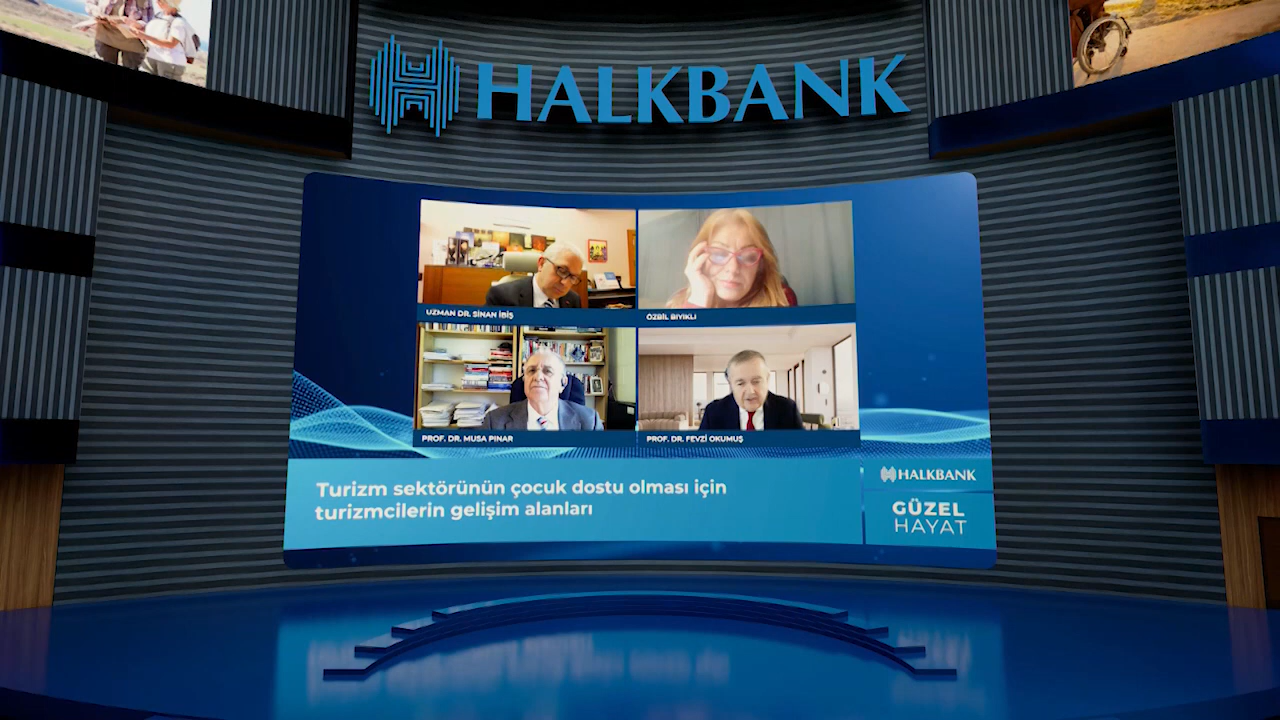 HALKBANK
UZMAN DR. SİNAN İBİŞ
ÖZBİL BIYIKLI
PROF. DR. MUSA PINAR
PROF. DR. FEVZİ OKUMUŞ
Turizm sektörünün çocuk dostu olması için
turizmcilerin gelişim alanları
HALKBANK
GÜZEL
HAYAT